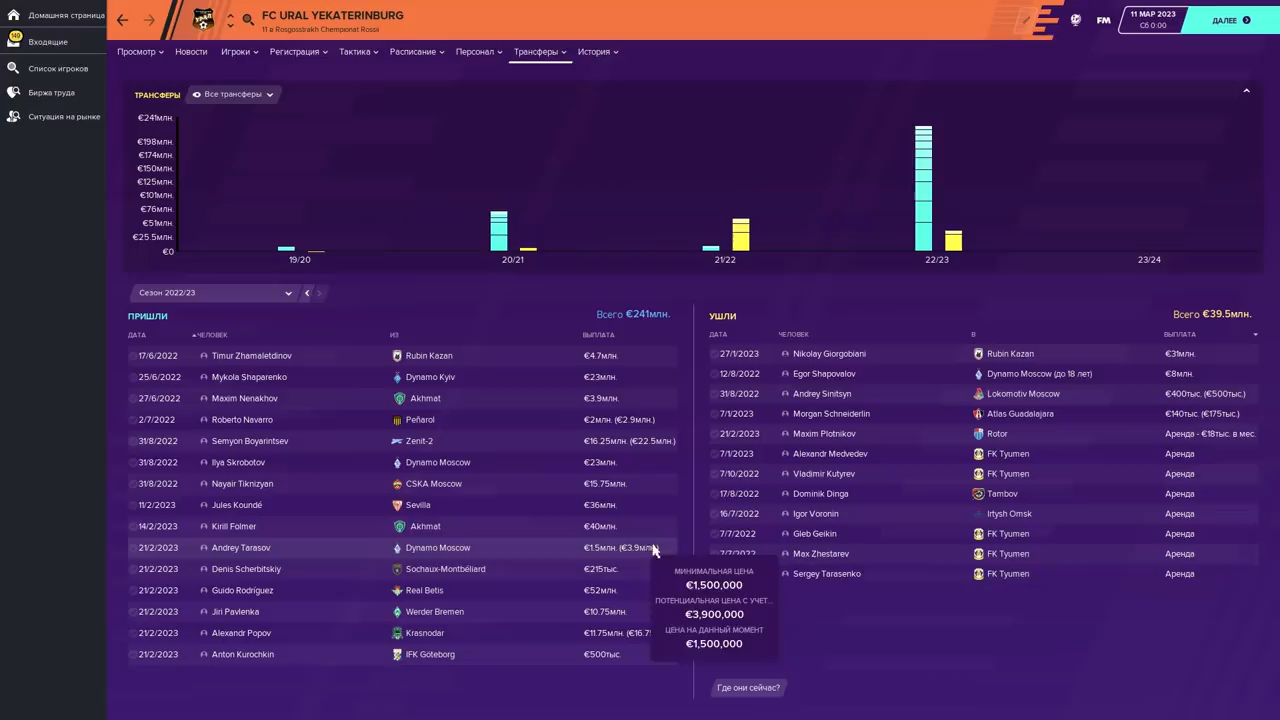 Домашняя страница
149
Входящие
Список игроков
Биржа труда
Ситуация на рынке
FC URAL YEKATERINBURG
11 в Rosgosstrakh Chempionat Rossii
FM
11 МАР 2023
Сб 0:00
ДАЛЕЕ
Просмотр Новости Игроки Регистрация Тактика Расписание Персонал Трансферы История
ТРАНСФЕРЫ Все трансферы
€241млн.
€198млн.
€174млн.
€150млн.
€125млн.
€101млн.
€76млн.
€51млн.
€25.5млн.
€0
19/20 20/21 21/22 22/23 23/24
Сезон 2022/23
ПРИШЛИ Всего €241млн.
ДАТА ЧЕЛОВЕК ИЗ ВЫПЛАТА
17/6/2022 Timur Zhamaletdinov Rubin Kazan €4.7млн.
25/6/2022 Mykola Shaparenko Dynamo Kyiv €23млн.
27/6/2022 Maxim Nenakhov Akhmat €3.9млн.
2/7/2022 Roberto Navarro Peñarol €2млн. (€2.9млн.)
31/8/2022 Semyon Boyarintsev Zenit-2 €16.25млн. (€22.5млн.)
31/8/2022 Ilya Skrobotov Dynamo Moscow €23млн.
31/8/2022 Nayair Tiknizyan CSKA Moscow €15.75млн.
11/2/2023 Jules Koundé Sevilla €36млн.
14/2/2023 Kirill Folmer Akhmat €40млн.
21/2/2023 Andrey Tarasov Dynamo Moscow €1.5млн. (€3.9млн.)
21/2/2023 Denis Scherbitskiy Sochaux-Montbéliard €215тыс.
21/2/2023 Guido Rodríguez Real Betis €52млн.
21/2/2023 Jiri Pavlenka Werder Bremen €10.75млн.
21/2/2023 Alexandr Popov Krasnodar €11.75млн. (€16.7
21/2/2023 Anton Kurochkin IFK Göteborg €500тыс.
МИНИМАЛЬНАЯ ЦЕНА
€1,500,000
ПОТЕНЦИАЛЬНАЯ ЦЕНА С УЧЕТ...
€3,900,000
ЦЕНА НА ДАННЫЙ МОМЕНТ
€1,500,000
УШЛИ Всего €39.5млн.
ДАТА ЧЕЛОВЕК В ВЫПЛАТА
27/1/2023 Nikolay Giorgobiani Rubin Kazan €31млн.
12/8/2022 Egor Shapovalov Dynamo Moscow (до 18 лет) €8млн.
31/8/2022 Andrey Sinitsyn Lokomotiv Moscow €400тыс. (€500тыс.)
7/1/2023 Morgan Schneiderlin Atlas Guadalajara €140тыс. (€175тыс.)
21/2/2023 Maxim Plotnikov Rotor Аренда - €18тыс. в мес.
7/1/2023 Alexandr Medvedev FK Tyumen Аренда
7/10/2022 Vladimir Kutyrev FK Tyumen Аренда
17/8/2022 Dominik Dinga Tambov Аренда
16/7/2022 Igor Voronin Irtysh Omsk Аренда
7/7/2022 Gleb Geikin FK Tyumen Аренда
7/7/2022 Max Zhestarev FK Tyumen Аренда
Sergey Tarasenko FK Tyumen Аренда
Где они сейчас?